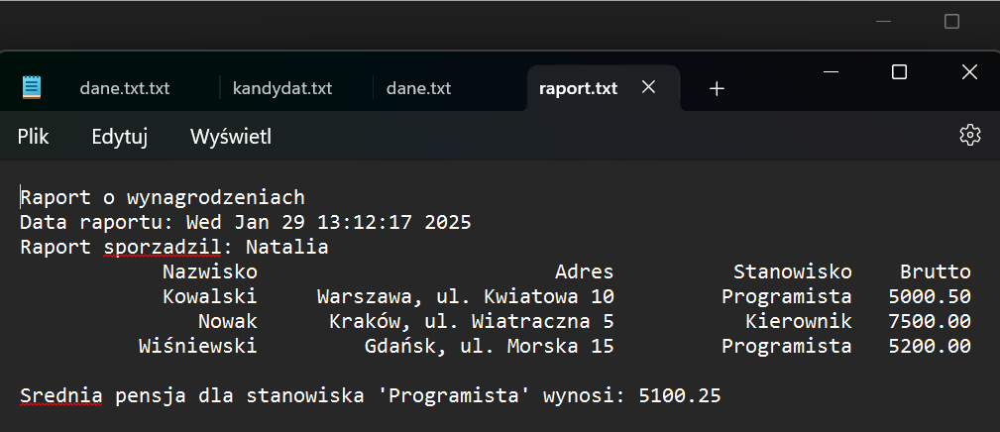 dane.txt.txt kandydat.txt dane.txt raport.txt
Plik Edytuj Wyświetl
Raport o wynagrodzeniach
Data raportu: Wed Jan 29 13:12:17 2025
Raport sporzadzil: Natalia
Nazwisko Adres Stanowisko Brutto
Kowalski Warszawa, ul. Kwiatowa 10 Programista 5000.50
Nowak Kraków, ul. Wiatraczna 5 Kierownik 7500.00
Wiśniewski Gdańsk, ul. Morska 15 Programista 5200.00
Srednia pensja dla stanowiska 'Programista' wynosi: 5100.25